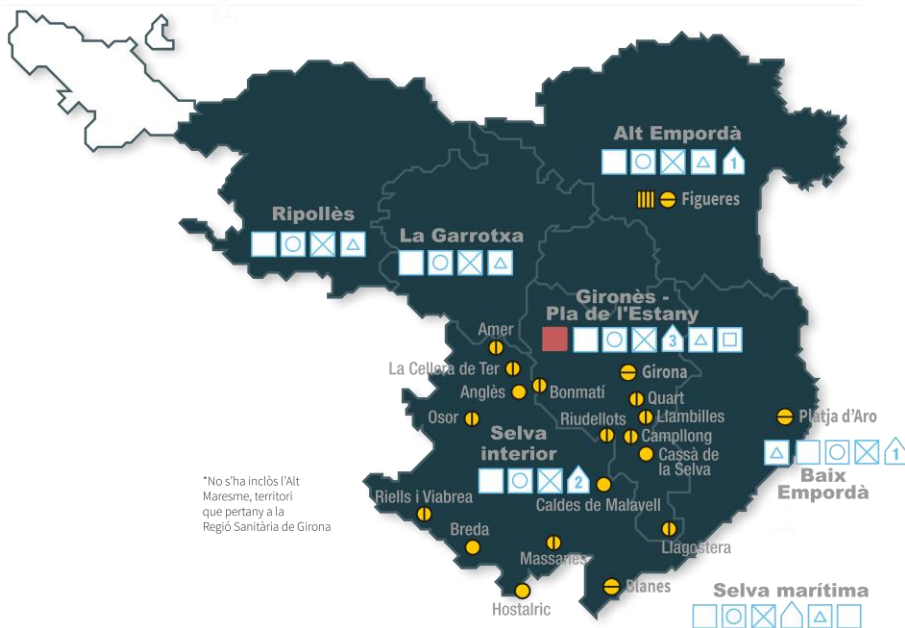 Alt Empordà
1
Figueres
Ripollès
La Garrotxa
Gironès -
Pla de l'Estany
3
Amer
La Cellera de Ter
Girona
Anglès
Bonmatí
Quart
Osor
Riudellots
Llambilles
Platja d'Aro
Selva
interior
Campllong
Cassà de
la Selva
1
Baix
Empordà
2
*No s'ha inclòs l'Alt
Maresme, territori
que pertany a la
Regió Sanitària de Girona
Riells i Viabrea
Caldes de Malavell
Breda
Massanes
Llagostera
Blanes
Hostalric
Selva marítima